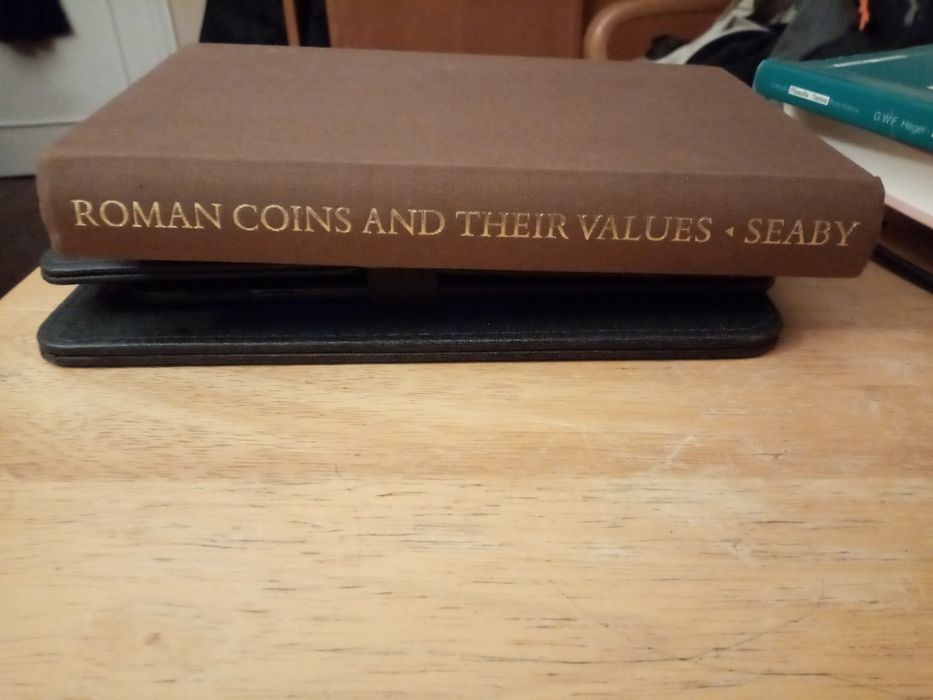 ROMAN COINS AND THEIR VALUES ◂ SEABY
G.W.F. Hegel